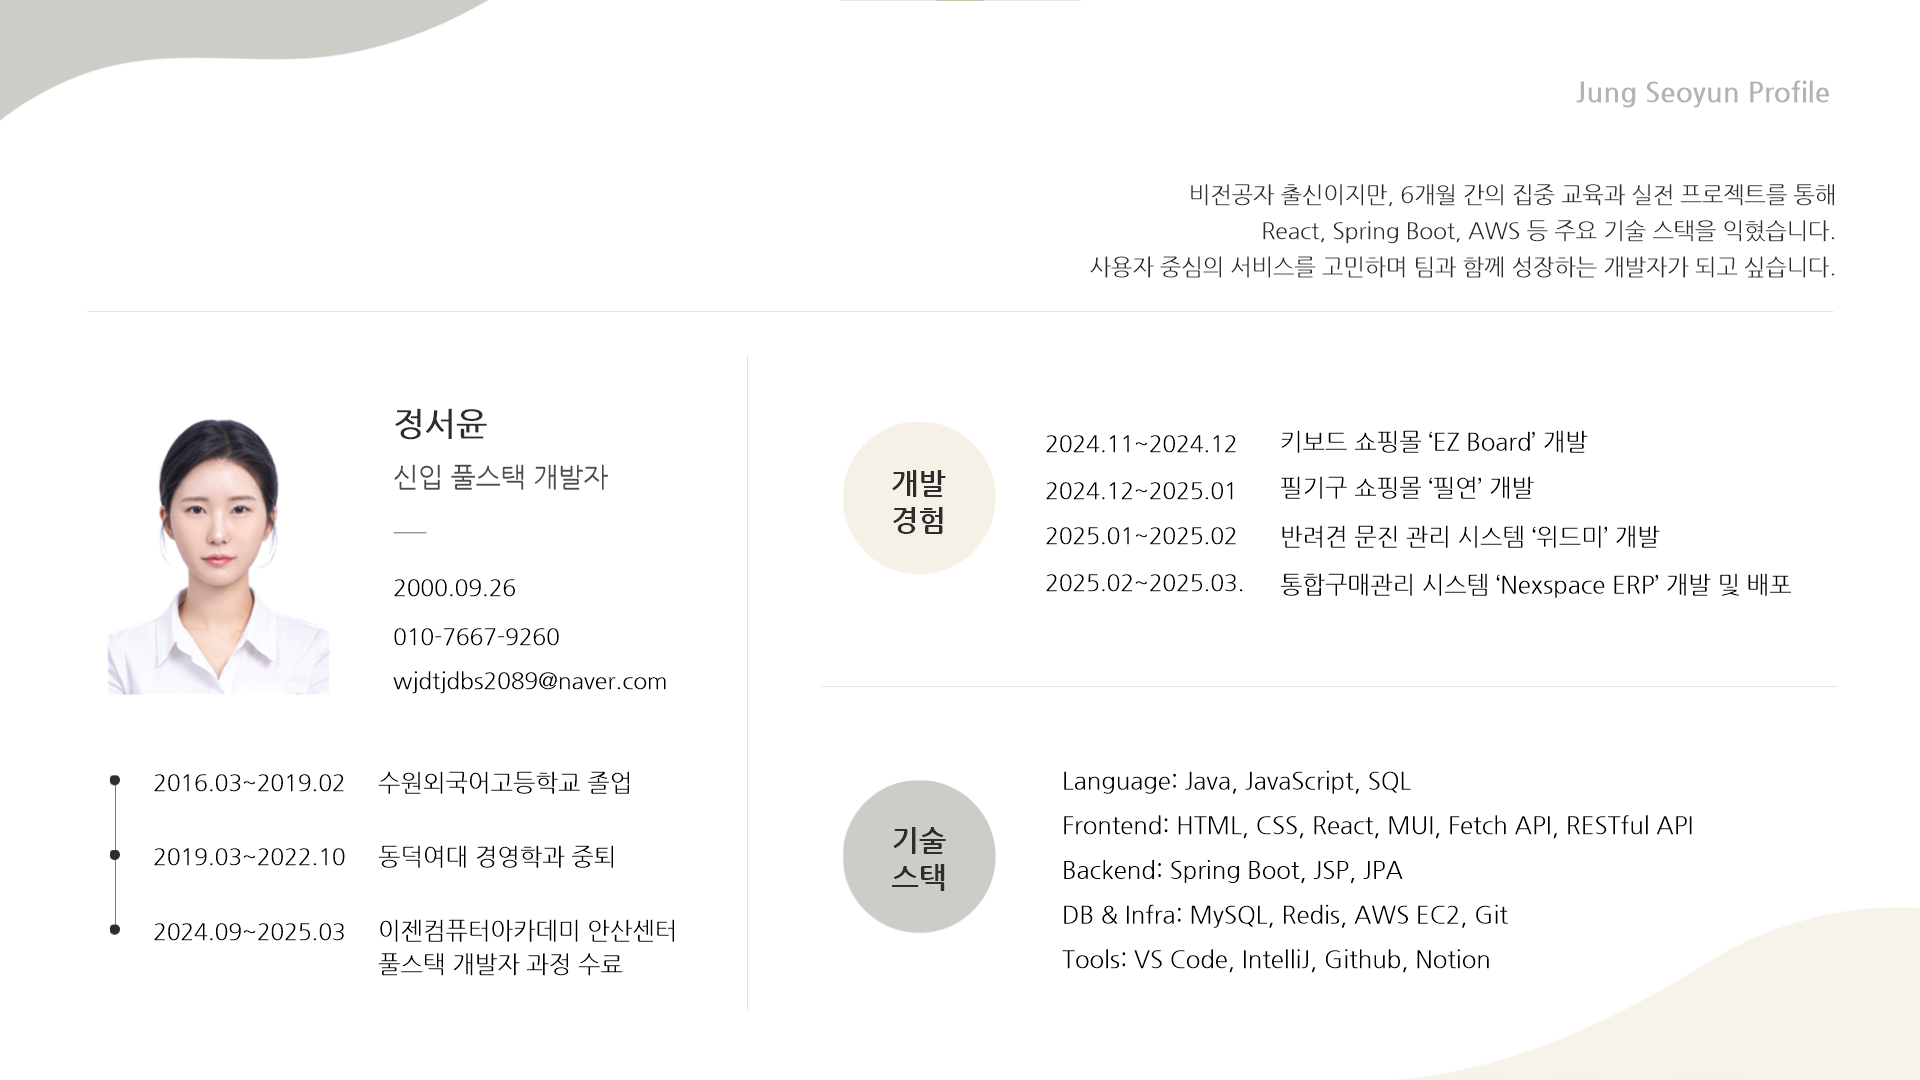 Jung Seoyun Profile
비전공자 출신이지만, 6개월 간의 집중 교육과 실전 프로젝트를 통해
React, Spring Boot, AWS 등 주요 기술 스택을 익혔습니다.
사용자 중심의 서비스를 고민하며 팀과 함께 성장하는 개발자가 되고 싶습니다.
정서윤
신입 풀스택 개발자
2000.09.26
010-7667-9260
wjdtjdbs2089@naver.com
2016.03~2019.02 수원외국어고등학교 졸업
2019.03~2022.10 동덕여대 경영학과 중퇴
2024.09~2025.03 이젠컴퓨터아카데미 안산센터
풀스택 개발자 과정 수료
개발
경험
2024.11~2024.12 키보드 쇼핑몰 ‘EZ Board’ 개발
2024.12~2025.01 필기구 쇼핑몰 ‘필연’ 개발
2025.01~2025.02 반려견 문진 관리 시스템 ‘위드미’ 개발
2025.02~2025.03. 통합구매관리 시스템 ‘Nexspace ERP’ 개발 및 배포
기술
스택
Language: Java, JavaScript, SQL
Frontend: HTML, CSS, React, MUI, Fetch API, RESTful API
Backend: Spring Boot, JSP, JPA
DB & Infra: MySQL, Redis, AWS EC2, Git
Tools: VS Code, IntelliJ, Github, Notion